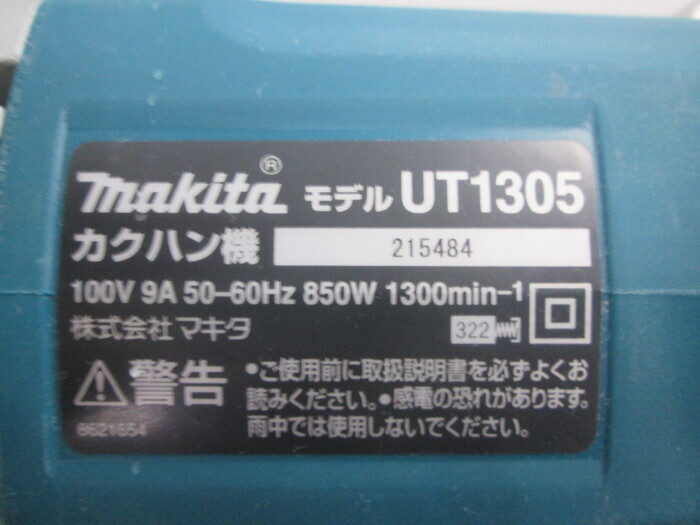 makita® モデル UT1305
カクハン機 215484
100V 9A 50-60Hz 850W 1300min-1
株式会社 マキタ 322
警告 •ご使用前に取扱説明書を必ずよくお
読みください。•感電の恐れがあります。
雨中では使用しないでください。